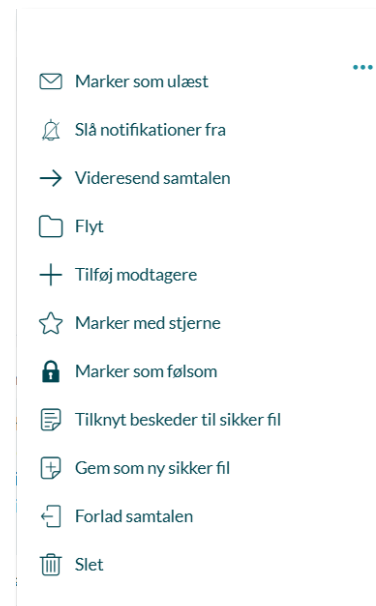 Marker som ulæst
Slå notifikationer fra
Videresend samtalen
Flyt
Tilføj modtagere
Marker med stjerne
Marker som følsom
Tilknyt beskeder til sikker fil
Gem som ny sikker fil
Forlad samtalen
Slet